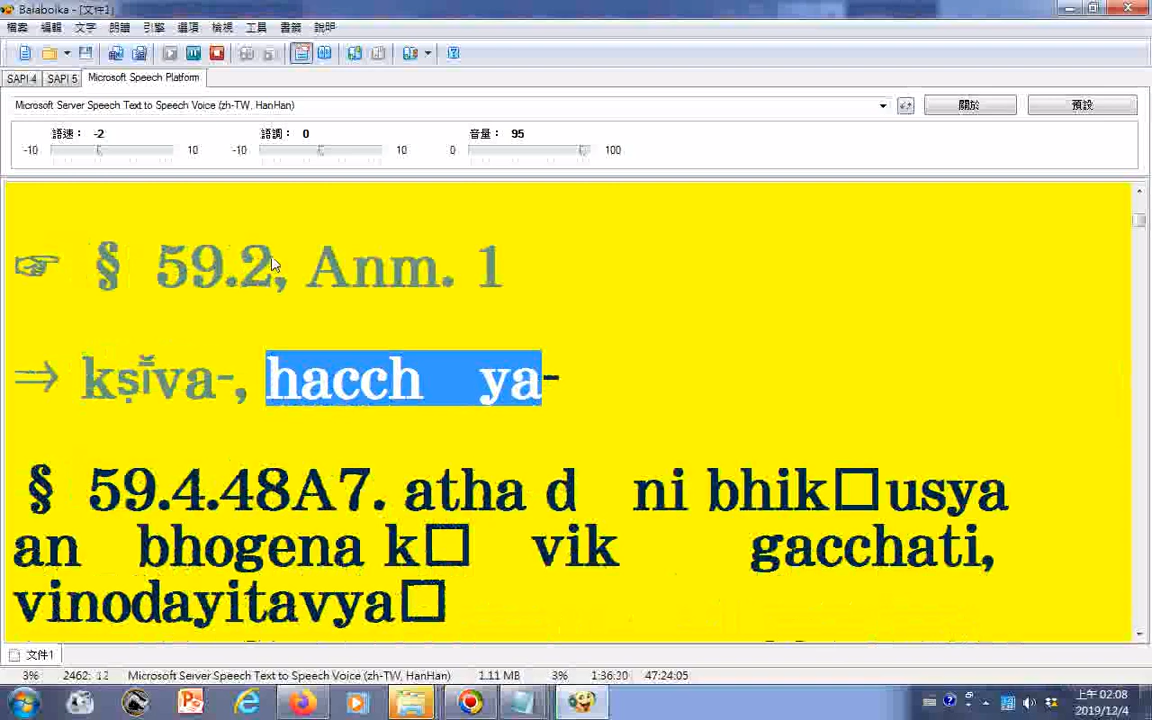 Balabolka - [文件1]
檔案 編輯 文字 朗讀 引擎 選項 檢視 工具 書籤 說明
SAPI 4 SAPI 5 Microsoft Speech Platform
Microsoft Server Speech Text to Speech Voice (zh-TW, HanHan) 關於 預設
語速： -2 語調： 0 音量： 95
-10 10 -10 10 0 100
☞ § 59.2, Anm. 1
⇒ kṣī̆va-, hacch ya-
§ 59.4.48A7. atha d ni bhik□usya
an bhogena k□ vik gacchati,
vinodayitavya□
文件1
3% 2462: 12 Microsoft Server Speech Text to Speech Voice (zh-TW, HanHan) 1.11 MB 3% 1:36:30 47:24:05
上午 02:08
2019/12/4